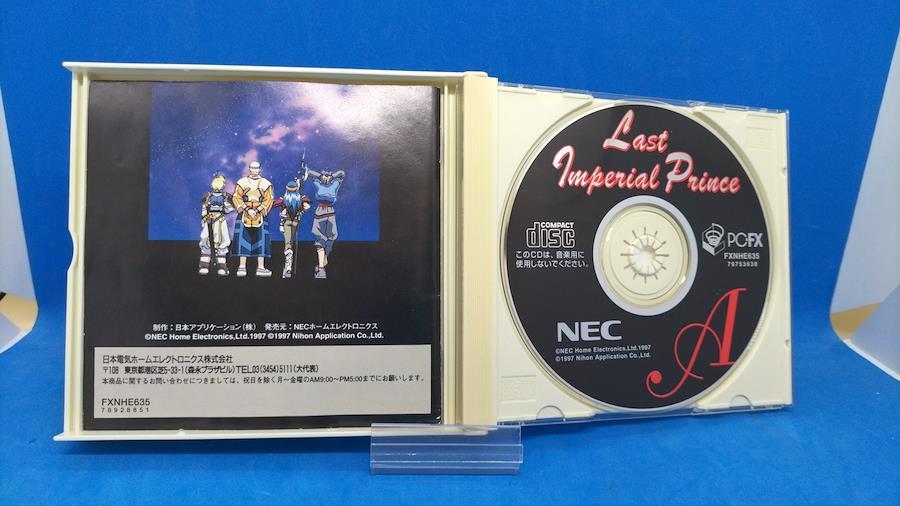 制作：日本アプリケーション（株） 発売元：NECホームエレクトロニクス
©NEC Home Electronics,Ltd.1997 ©1997 Nihon Application Co.,Ltd.
日本電気ホームエレクトロニクス株式会社
〒108 東京都港区芝5-33-1（森永プラザビル）TEL.03(3454)5111（大代表）
本商品に関するお問い合わせにつきましては、祝日を除く月〜金曜のAM9:00〜PM5:00までにお願いします。
FXNHE635
78928851
Last
Imperial Prince
COMPACT
disc
このCDは、音楽用に
使用しないでください。
PC-FX
FXNHE635
79753638
NEC
©NEC Home Electronics,Ltd.1997
©1997 Nihon Application Co.,Ltd.
A